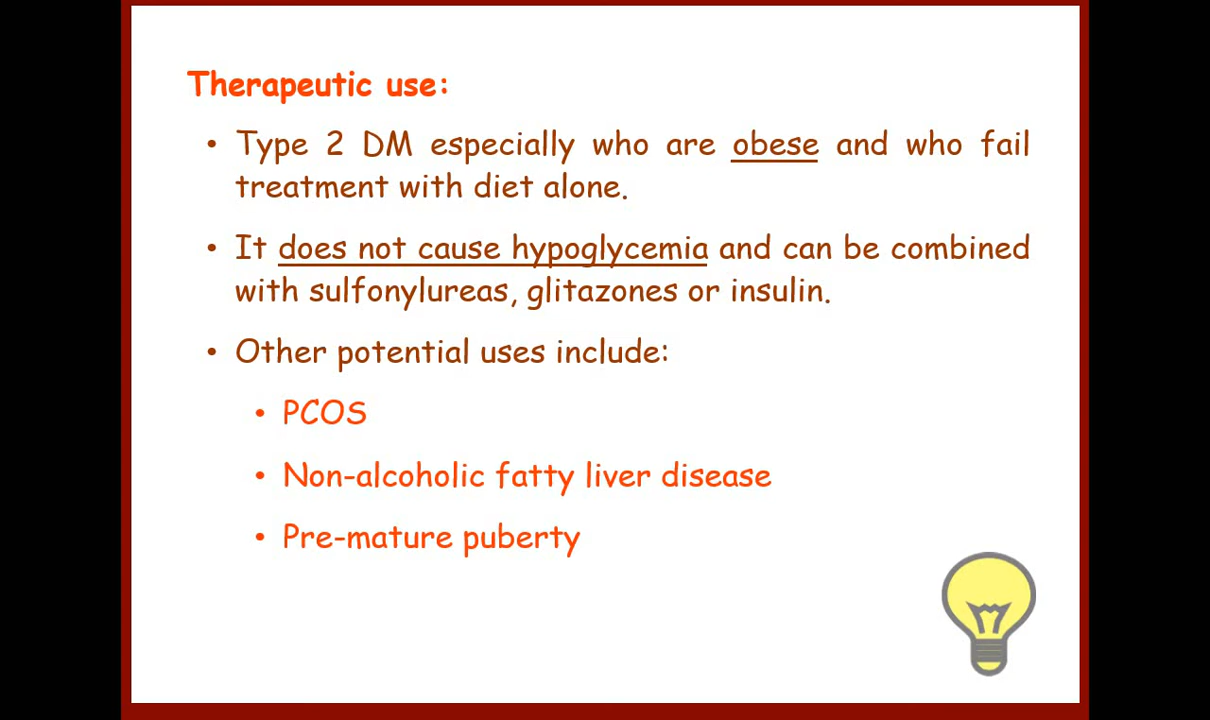 Therapeutic use:
• Type 2 DM especially who are obese and who fail
treatment with diet alone.
• It does not cause hypoglycemia and can be combined
with sulfonylureas, glitazones or insulin.
• Other potential uses include:
• PCOS
• Non-alcoholic fatty liver disease
• Pre-mature puberty